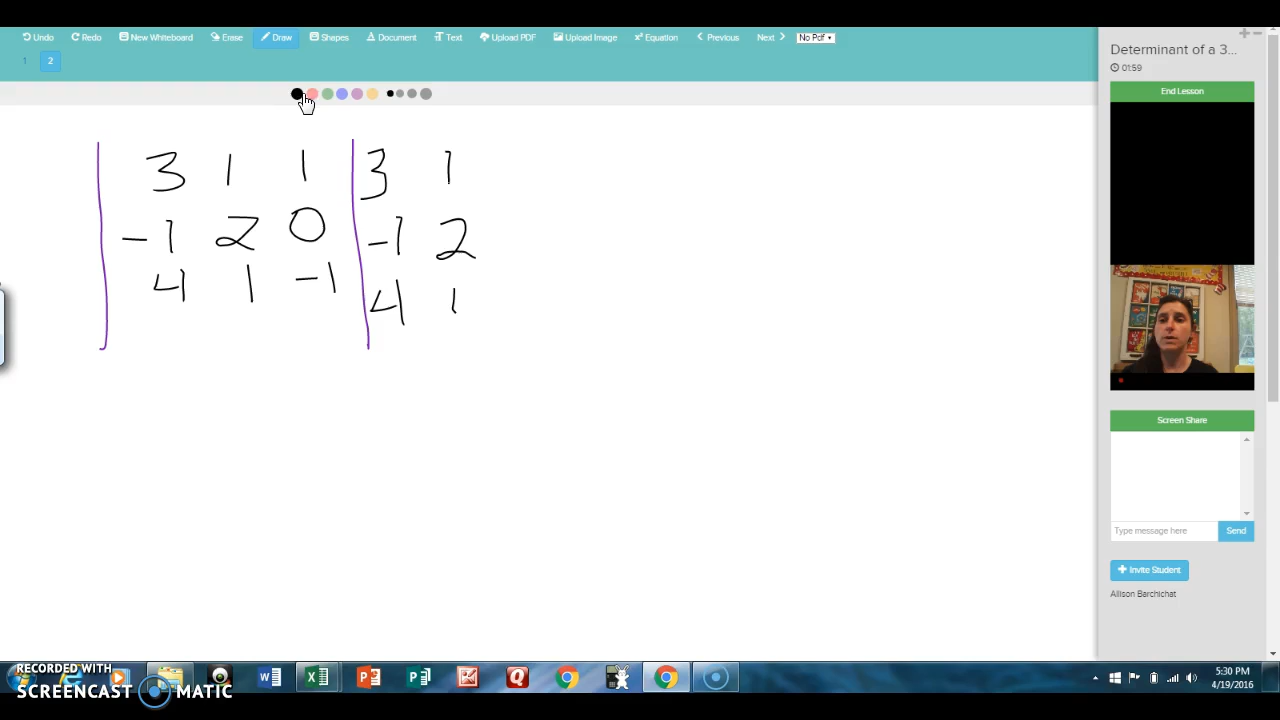 Undo Redo New Whiteboard Erase Draw Shapes Document Text Upload PDF Upload Image Equation Previous Next No Pdf
1 2
Determinant of a 3...
01:59
End Lesson
3 1 1 3 1
-1 2 0 -1 2
4 1 -1 4 1
Screen Share
Type message here Send
Invite Student
Allison Barchichat
RECORDED WITH
SCREENCAST MATIC
5:30 PM
4/19/2016